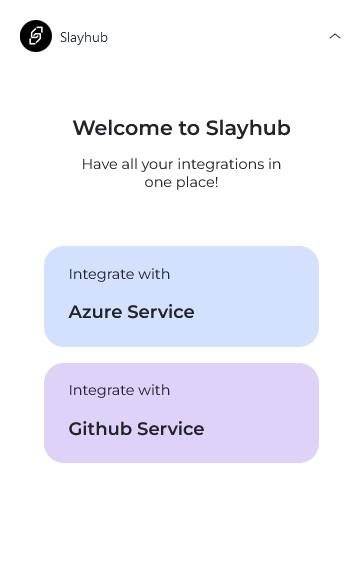 Slayhub
Welcome to Slayhub
Have all your integrations in
one place!
Integrate with
Azure Service
Integrate with
Github Service